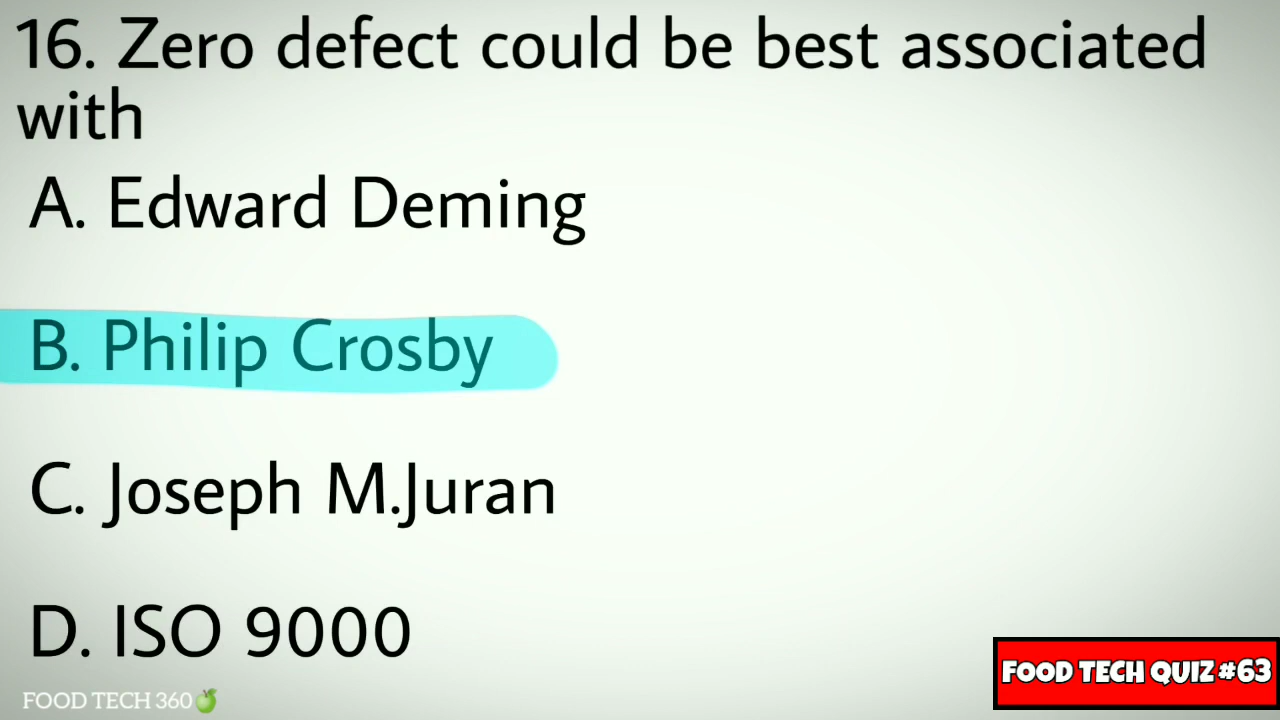 16. Zero defect could be best associated
with
A. Edward Deming
B. Philip Crosby
C. Joseph M.Juran
D. ISO 9000
FOOD TECH 360
FOOD TECH QUIZ #63